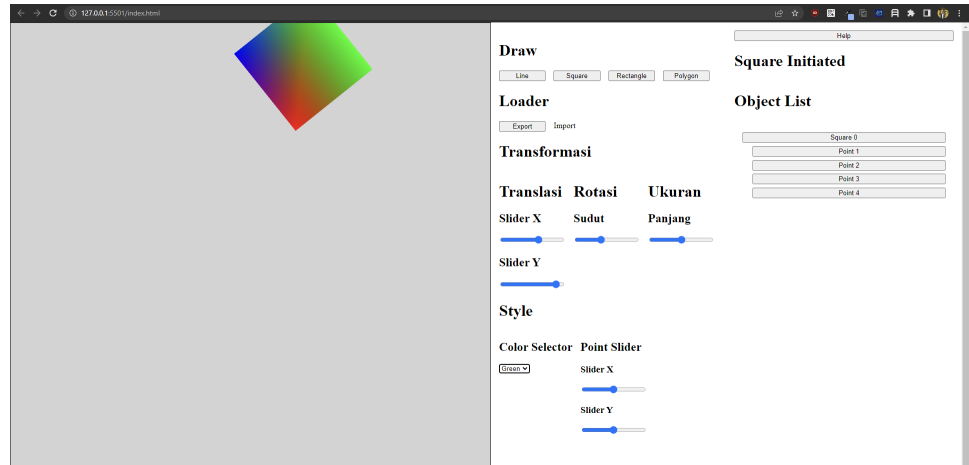 127.0.0.1:5501/index.html
Draw
Line Square Rectangle Polygon
Loader
Export Import
Transformasi
Translasi Rotasi Ukuran
Slider X Sudut Panjang
Slider Y
Style
Color Selector Point Slider
Green Slider X
Slider Y
Help
Square Initiated
Object List
Square 0
Point 1
Point 2
Point 3
Point 4